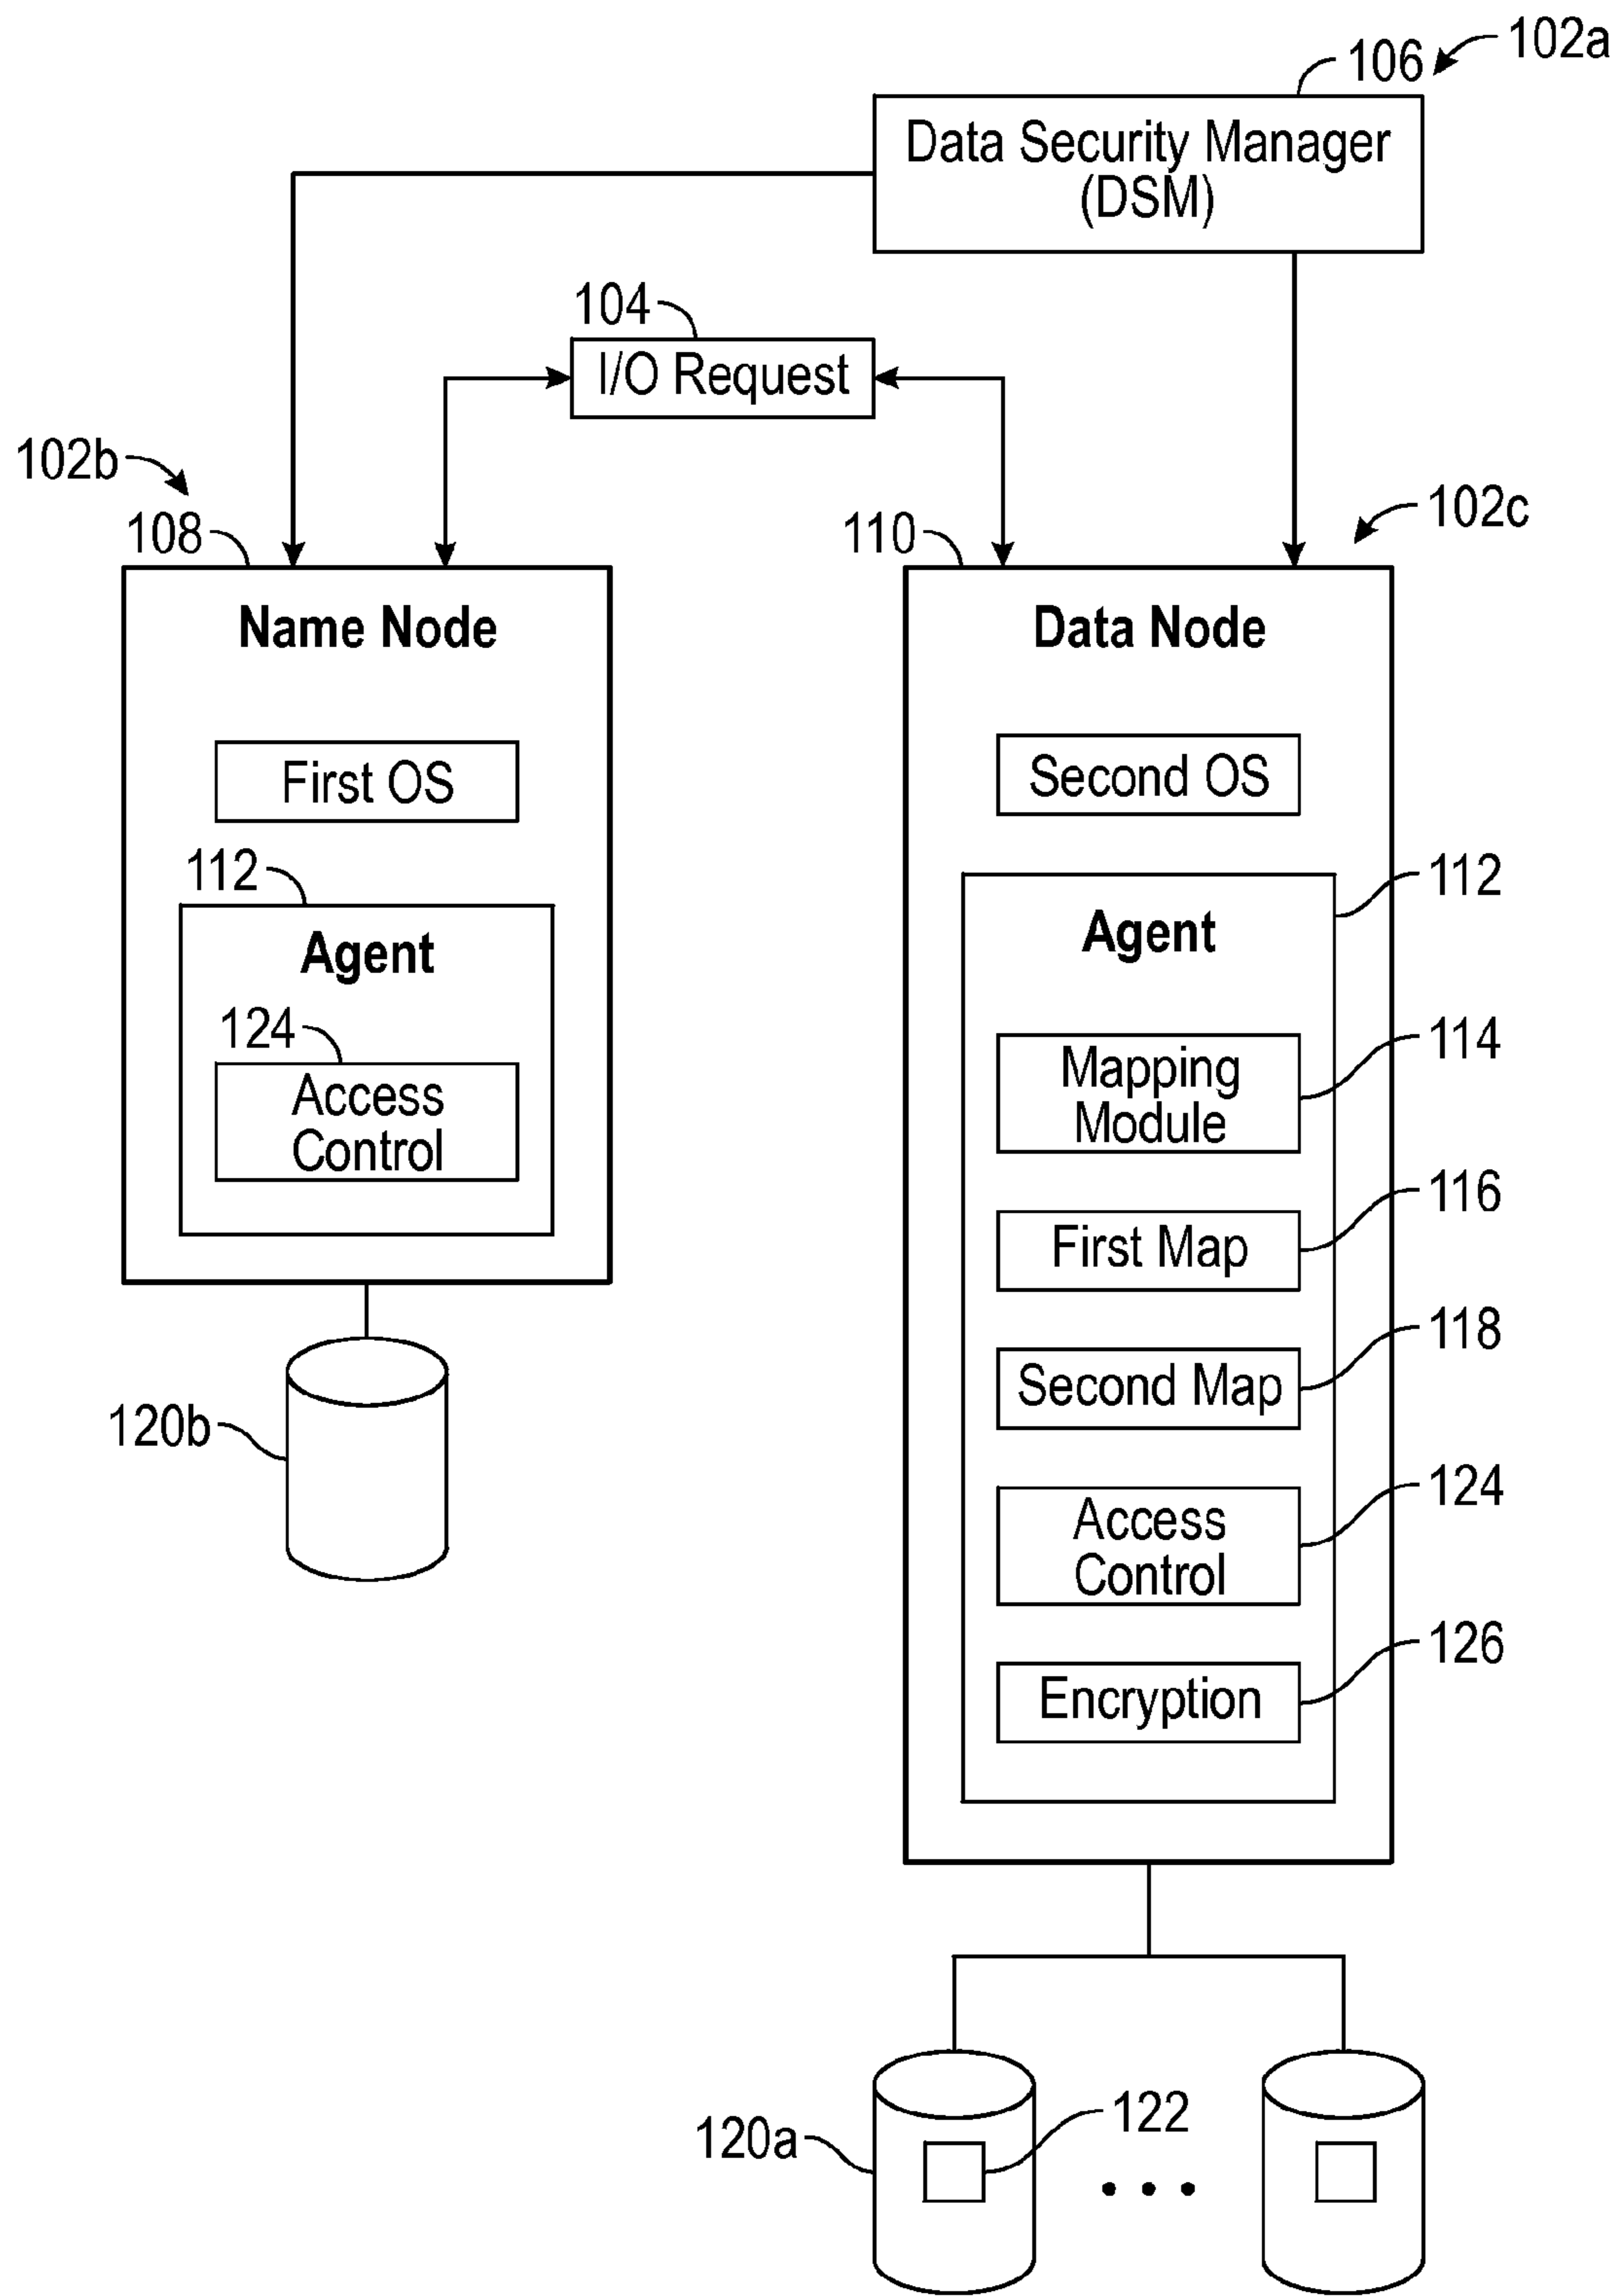 102a
106
Data Security Manager
(DSM)
104
I/O Request
102b
102c
108
110
Name Node
First OS
112
Agent
124
Access
Control
120b
Data Node
Second OS
112
Agent
Mapping
Module
114
First Map
116
Second Map
118
Access
Control
124
Encryption
126
120a
122